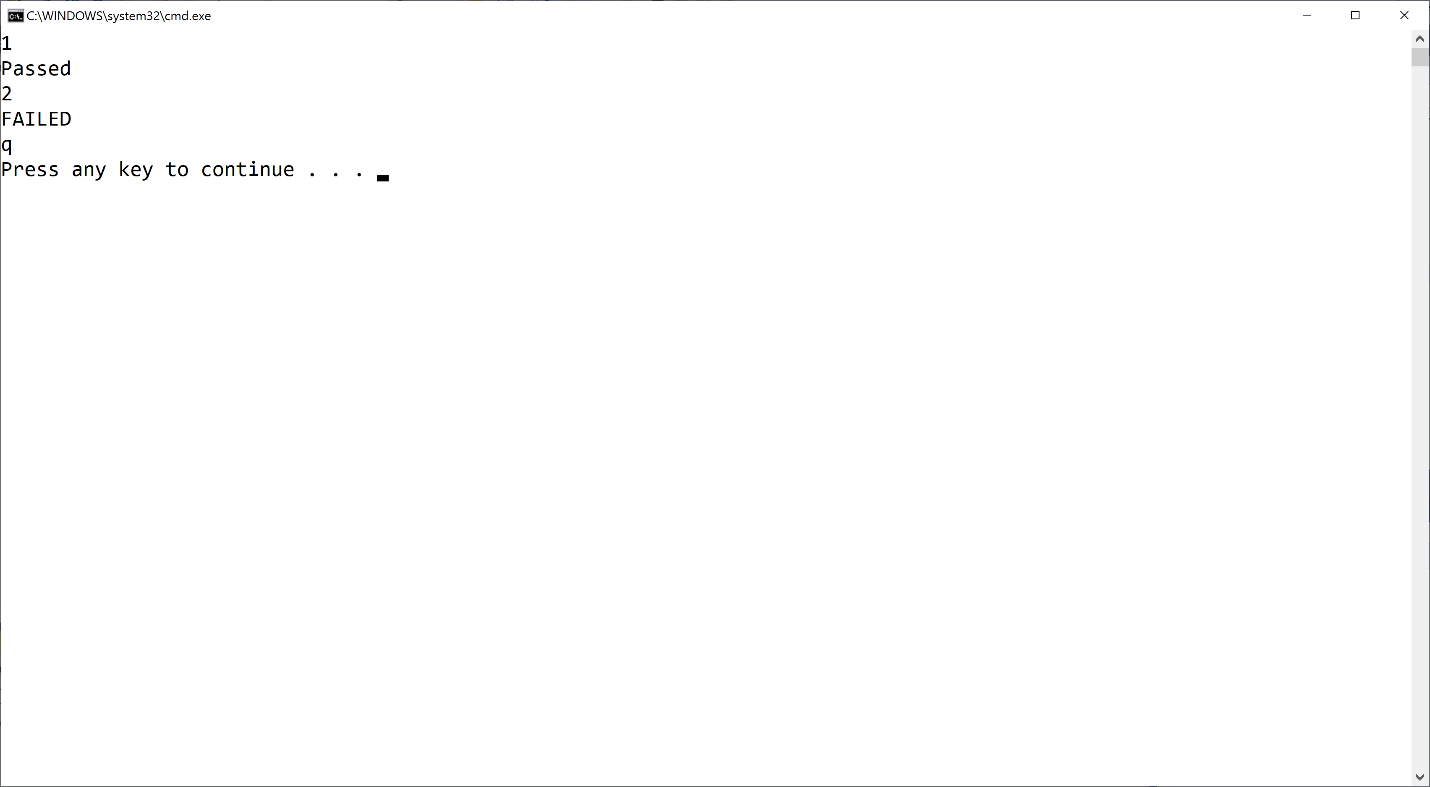 C:\WINDOWS\system32\cmd.exe
1
Passed
2
FAILED
q
Press any key to continue . . .